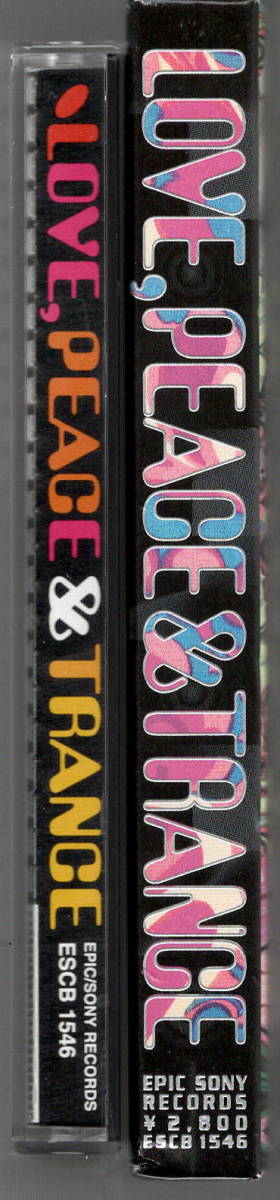 LOVE, PEACE & TRANCE
EPIC/SONY RECORDS
ESCB 1546
LOVE, PEACE & TRANCE
EPIC SONY
RECORDS
¥2,800
ESCB 1546